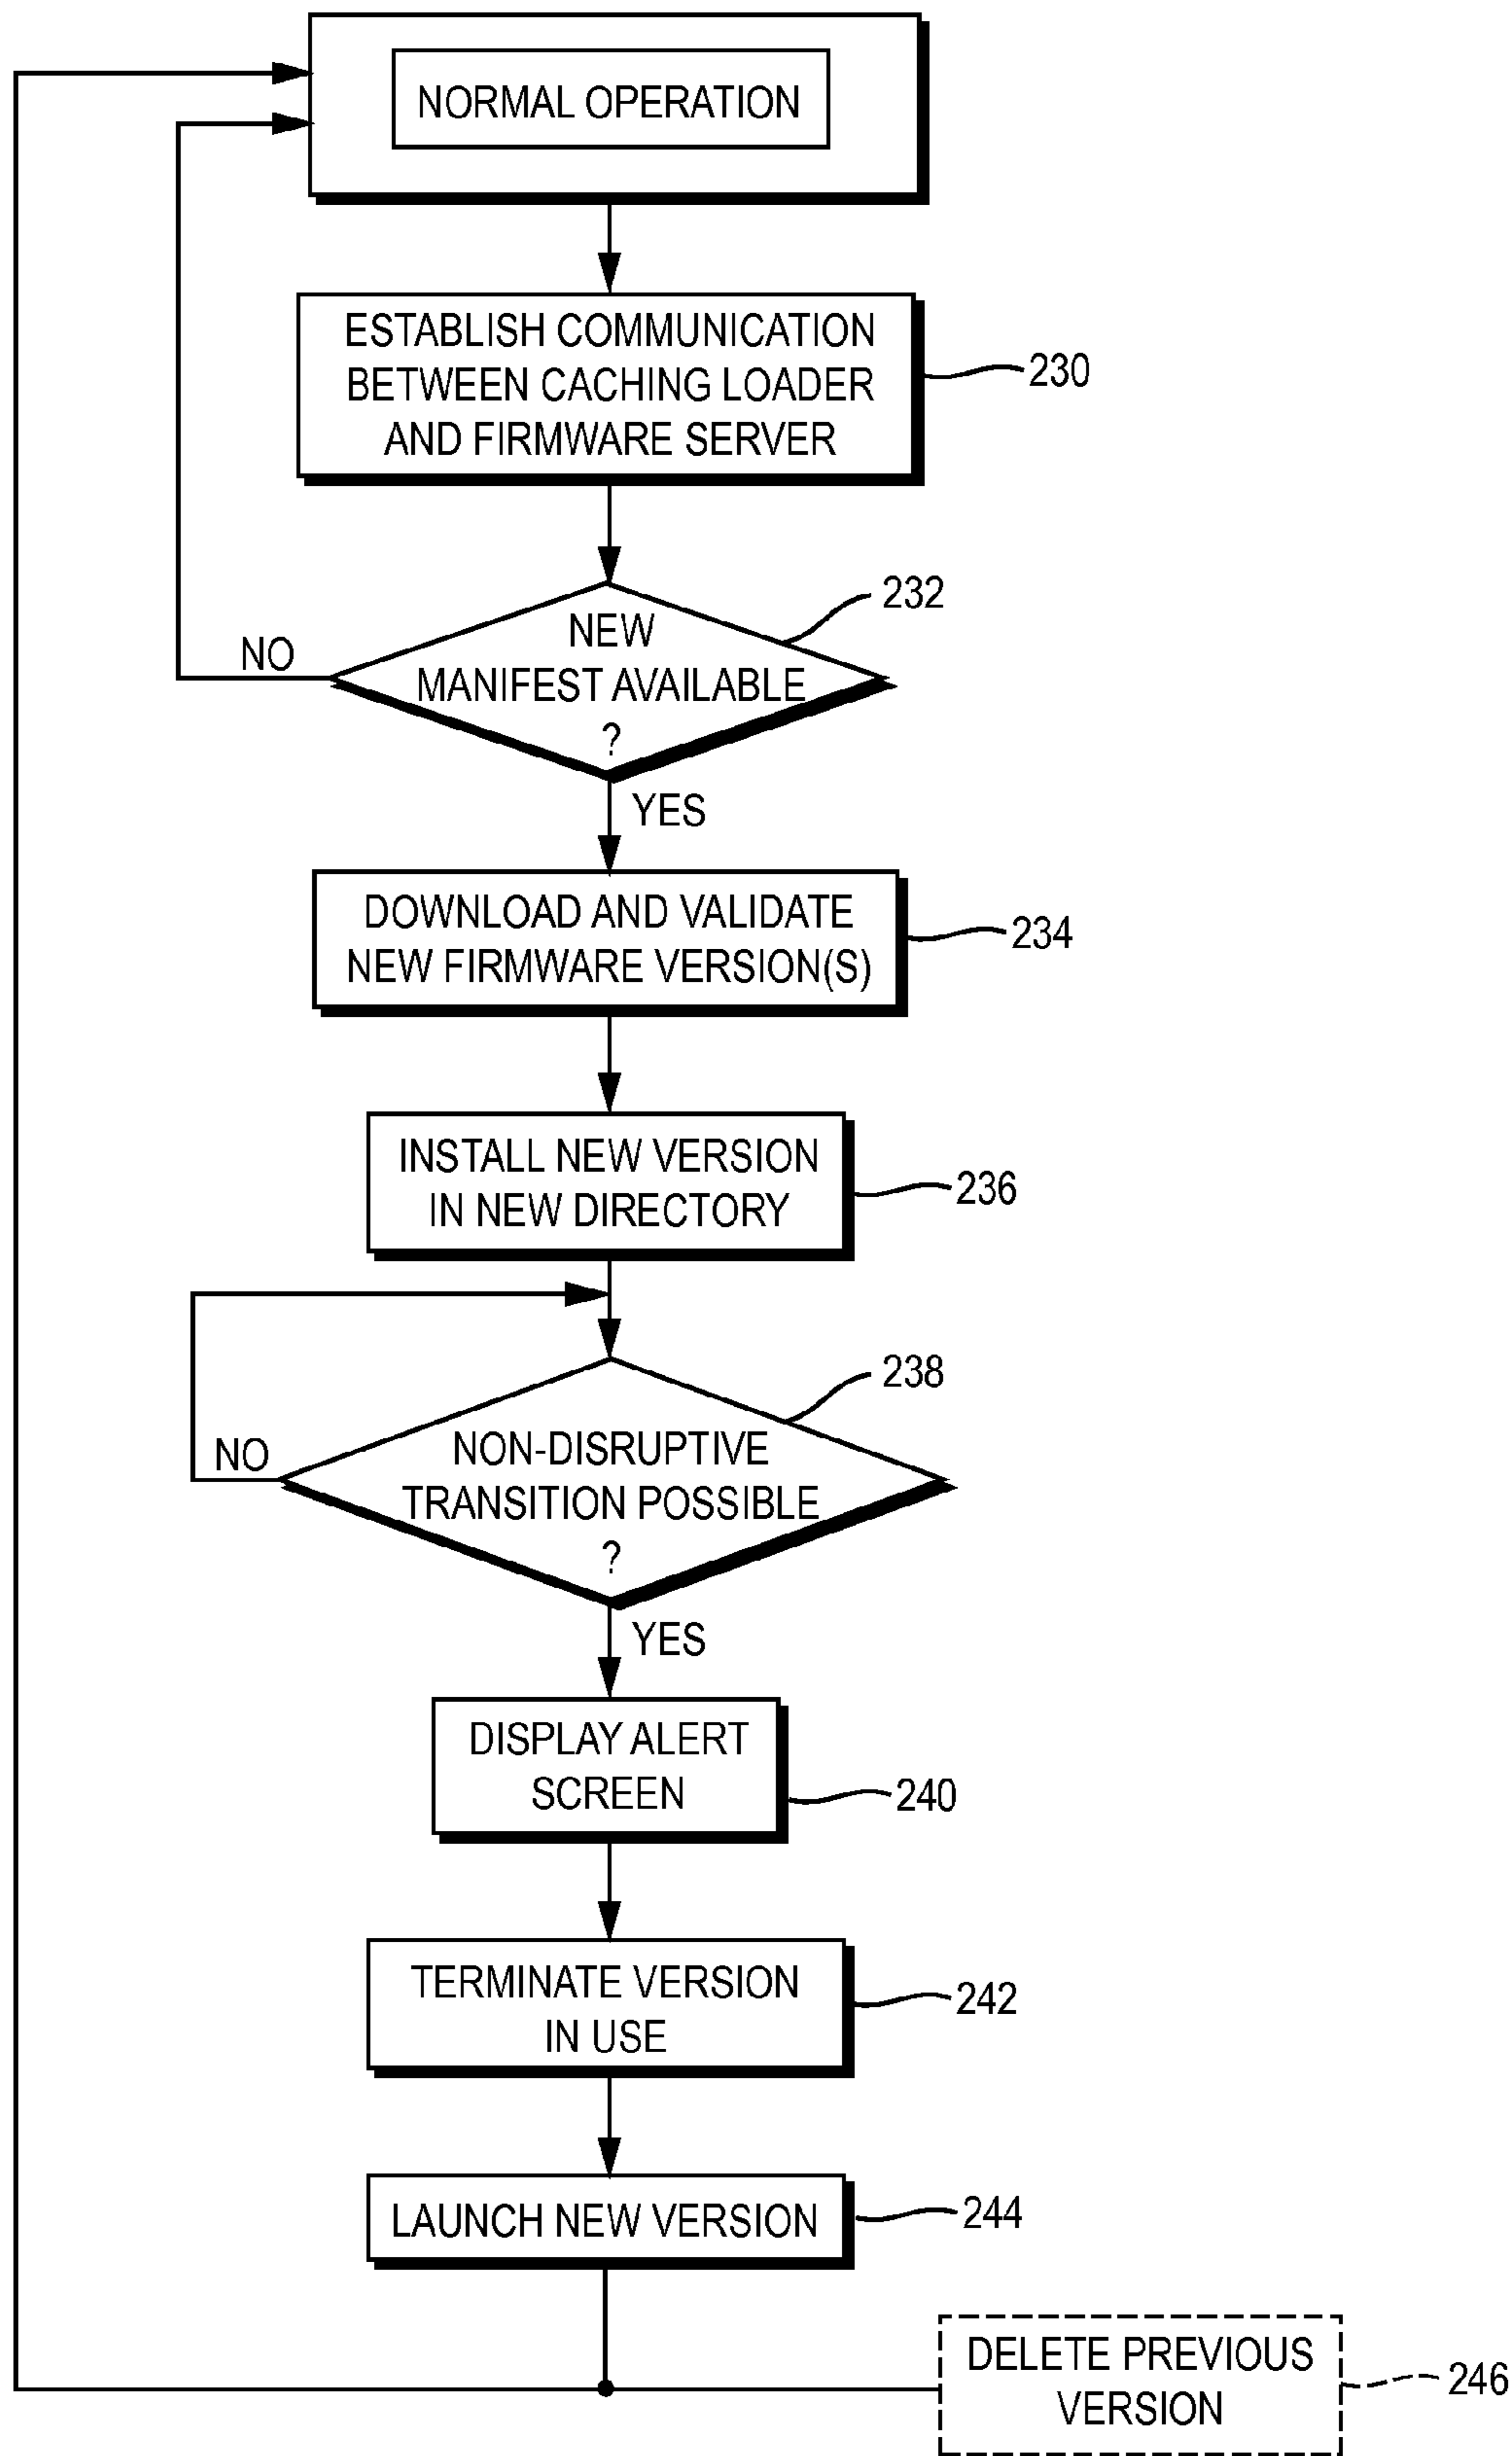 NORMAL OPERATION
ESTABLISH COMMUNICATION
BETWEEN CACHING LOADER
AND FIRMWARE SERVER
230
232
NEW
MANIFEST AVAILABLE
?
NO
YES
DOWNLOAD AND VALIDATE
NEW FIRMWARE VERSION(S)
234
INSTALL NEW VERSION
IN NEW DIRECTORY
236
238
NON-DISRUPTIVE
TRANSITION POSSIBLE
?
NO
YES
DISPLAY ALERT
SCREEN
240
TERMINATE VERSION
IN USE
242
LAUNCH NEW VERSION
244
DELETE PREVIOUS
VERSION
246